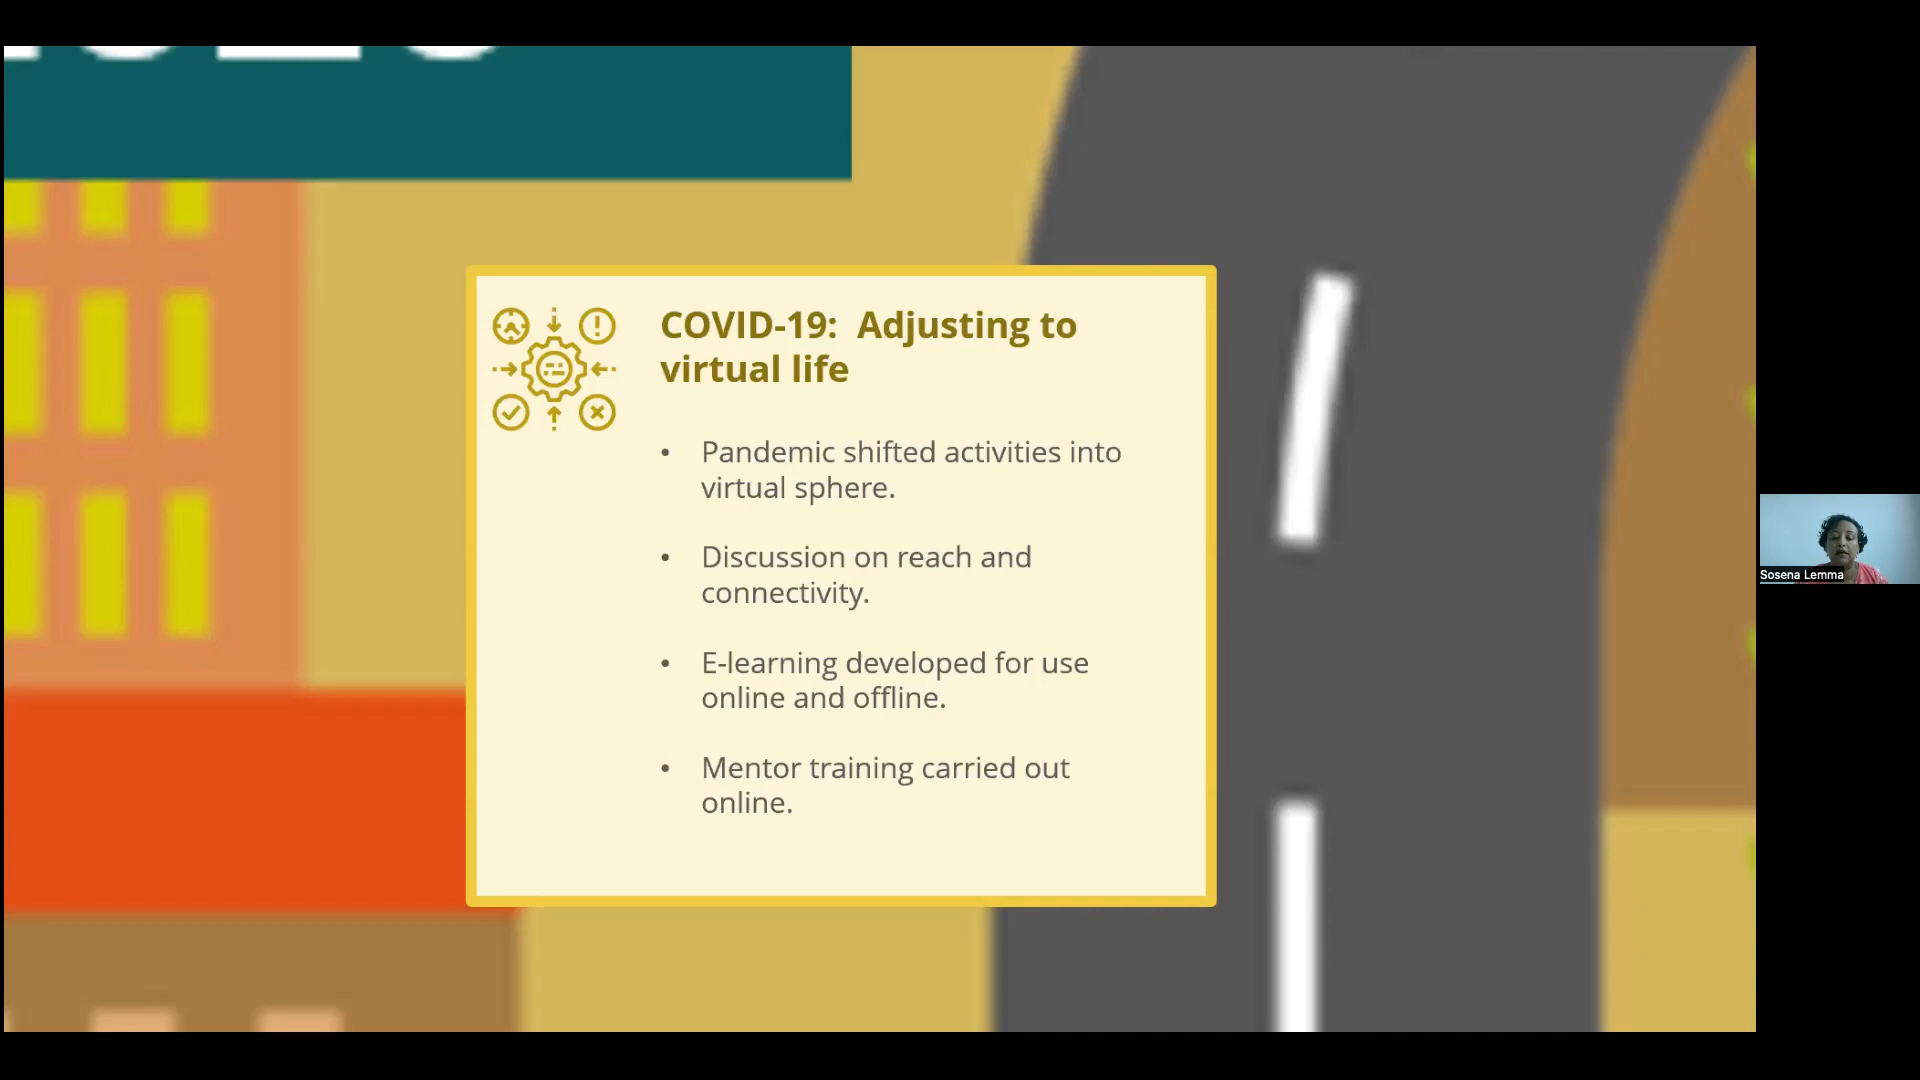 COVID-19:  Adjusting to
virtual life
• Pandemic shifted activities into
virtual sphere.
• Discussion on reach and
connectivity.
• E-learning developed for use
online and offline.
• Mentor training carried out
online.
Sosena Lemma